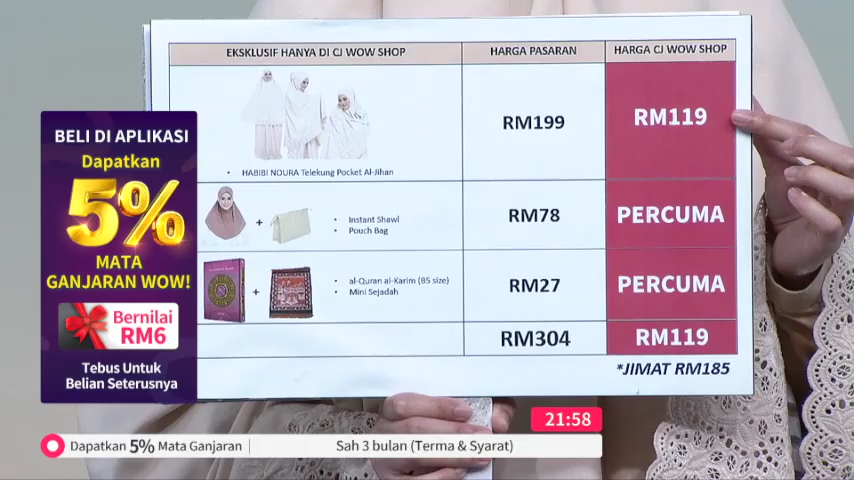 EKSKLUSIF HANYA DI CJ WOW SHOP
HARGA PASARAN
HARGA CJ WOW SHOP
HABIBI NOURA Telekung Pocket Al-Jihan
RM199
RM119
+
Instant Shawl
Pouch Bag
RM78
PERCUMA
+
al-Quran al-Karim (B5 size)
Mini Sejadah
RM27
PERCUMA
RM304
RM119
*JIMAT RM185
BELI DI APLIKASI
Dapatkan
5%
MATA
GANJARAN WOW!
Bernilai
RM6
Tebus Untuk
Belian Seterusnya
21:58
Dapatkan 5% Mata Ganjaran
Sah 3 bulan (Terma & Syarat)